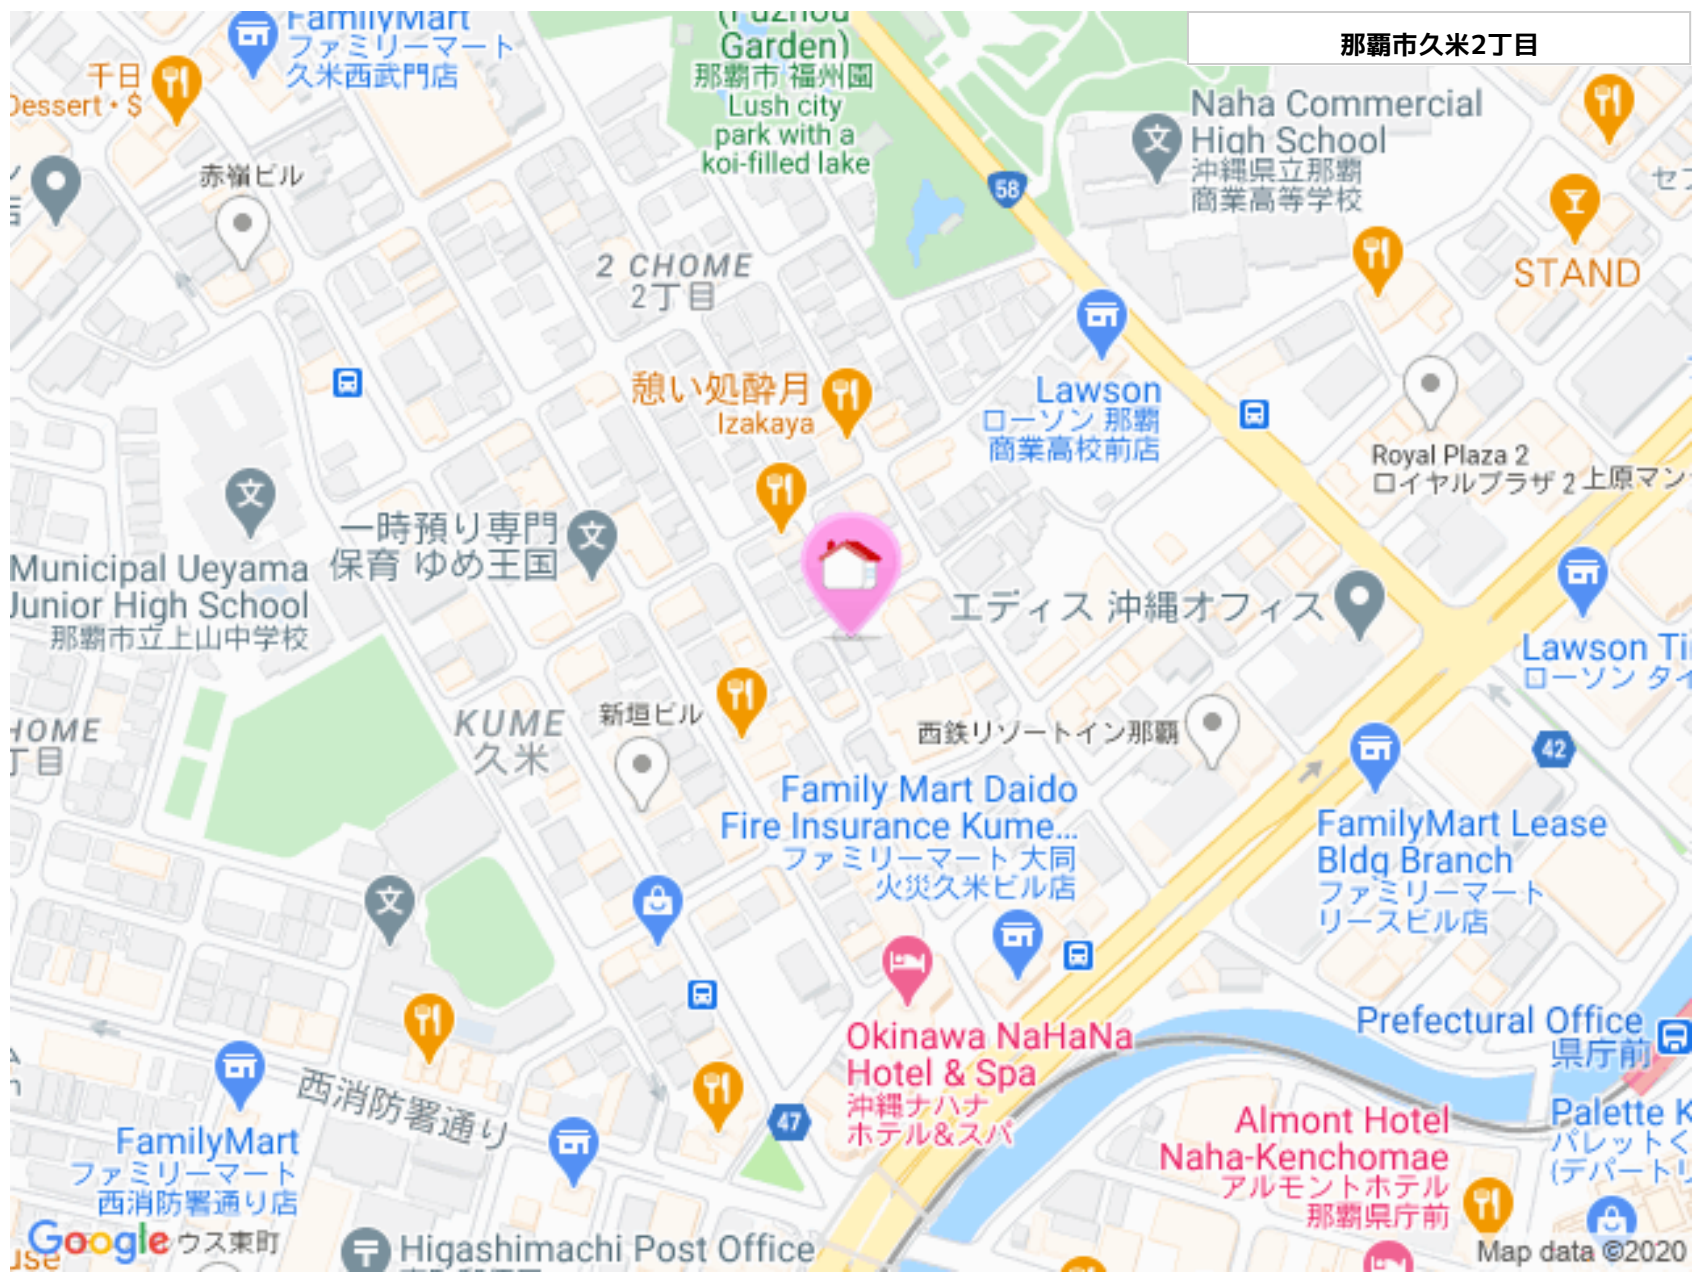 那覇市久米2丁目
FamilyMart
ファミリーマート
久米西武門店
千日
Dessert・$
赤嶺ビル
(Fuzhou
Garden)
那覇市 福州園
Lush city
park with a
koi-filled lake
58
Naha Commercial
High School
沖縄県立那覇
商業高等学校
STAND
2 CHOME
2丁目
憩い処酔月
Izakaya
Lawson
ローソン 那覇
商業高校前店
Royal Plaza 2
ロイヤルプラザ 2
上原マン
一時預り専門
保育 ゆめ王国
Municipal Ueyama
Junior High School
那覇市立上山中学校
エディス 沖縄オフィス
Lawson Ti
ローソン タイ
HOME
丁目
KUME
久米
新垣ビル
西鉄リゾートイン那覇
42
Family Mart Daido
Fire Insurance Kume...
ファミリーマート 大同
火災久米ビル店
FamilyMart Lease
Bldg Branch
ファミリーマート
リースビル店
Okinawa NaHaNa
Hotel & Spa
沖縄ナハナ
ホテル&スパ
Prefectural Office
県庁前
西消防署通り
47
FamilyMart
ファミリーマート
西消防署通り店
Almont Hotel
Naha-Kenchomae
アルモントホテル
那覇県庁前
Palette K
パレットく
(デパートリ
Google
ウス東町
use
Higashimachi Post Office
Map data ©2020